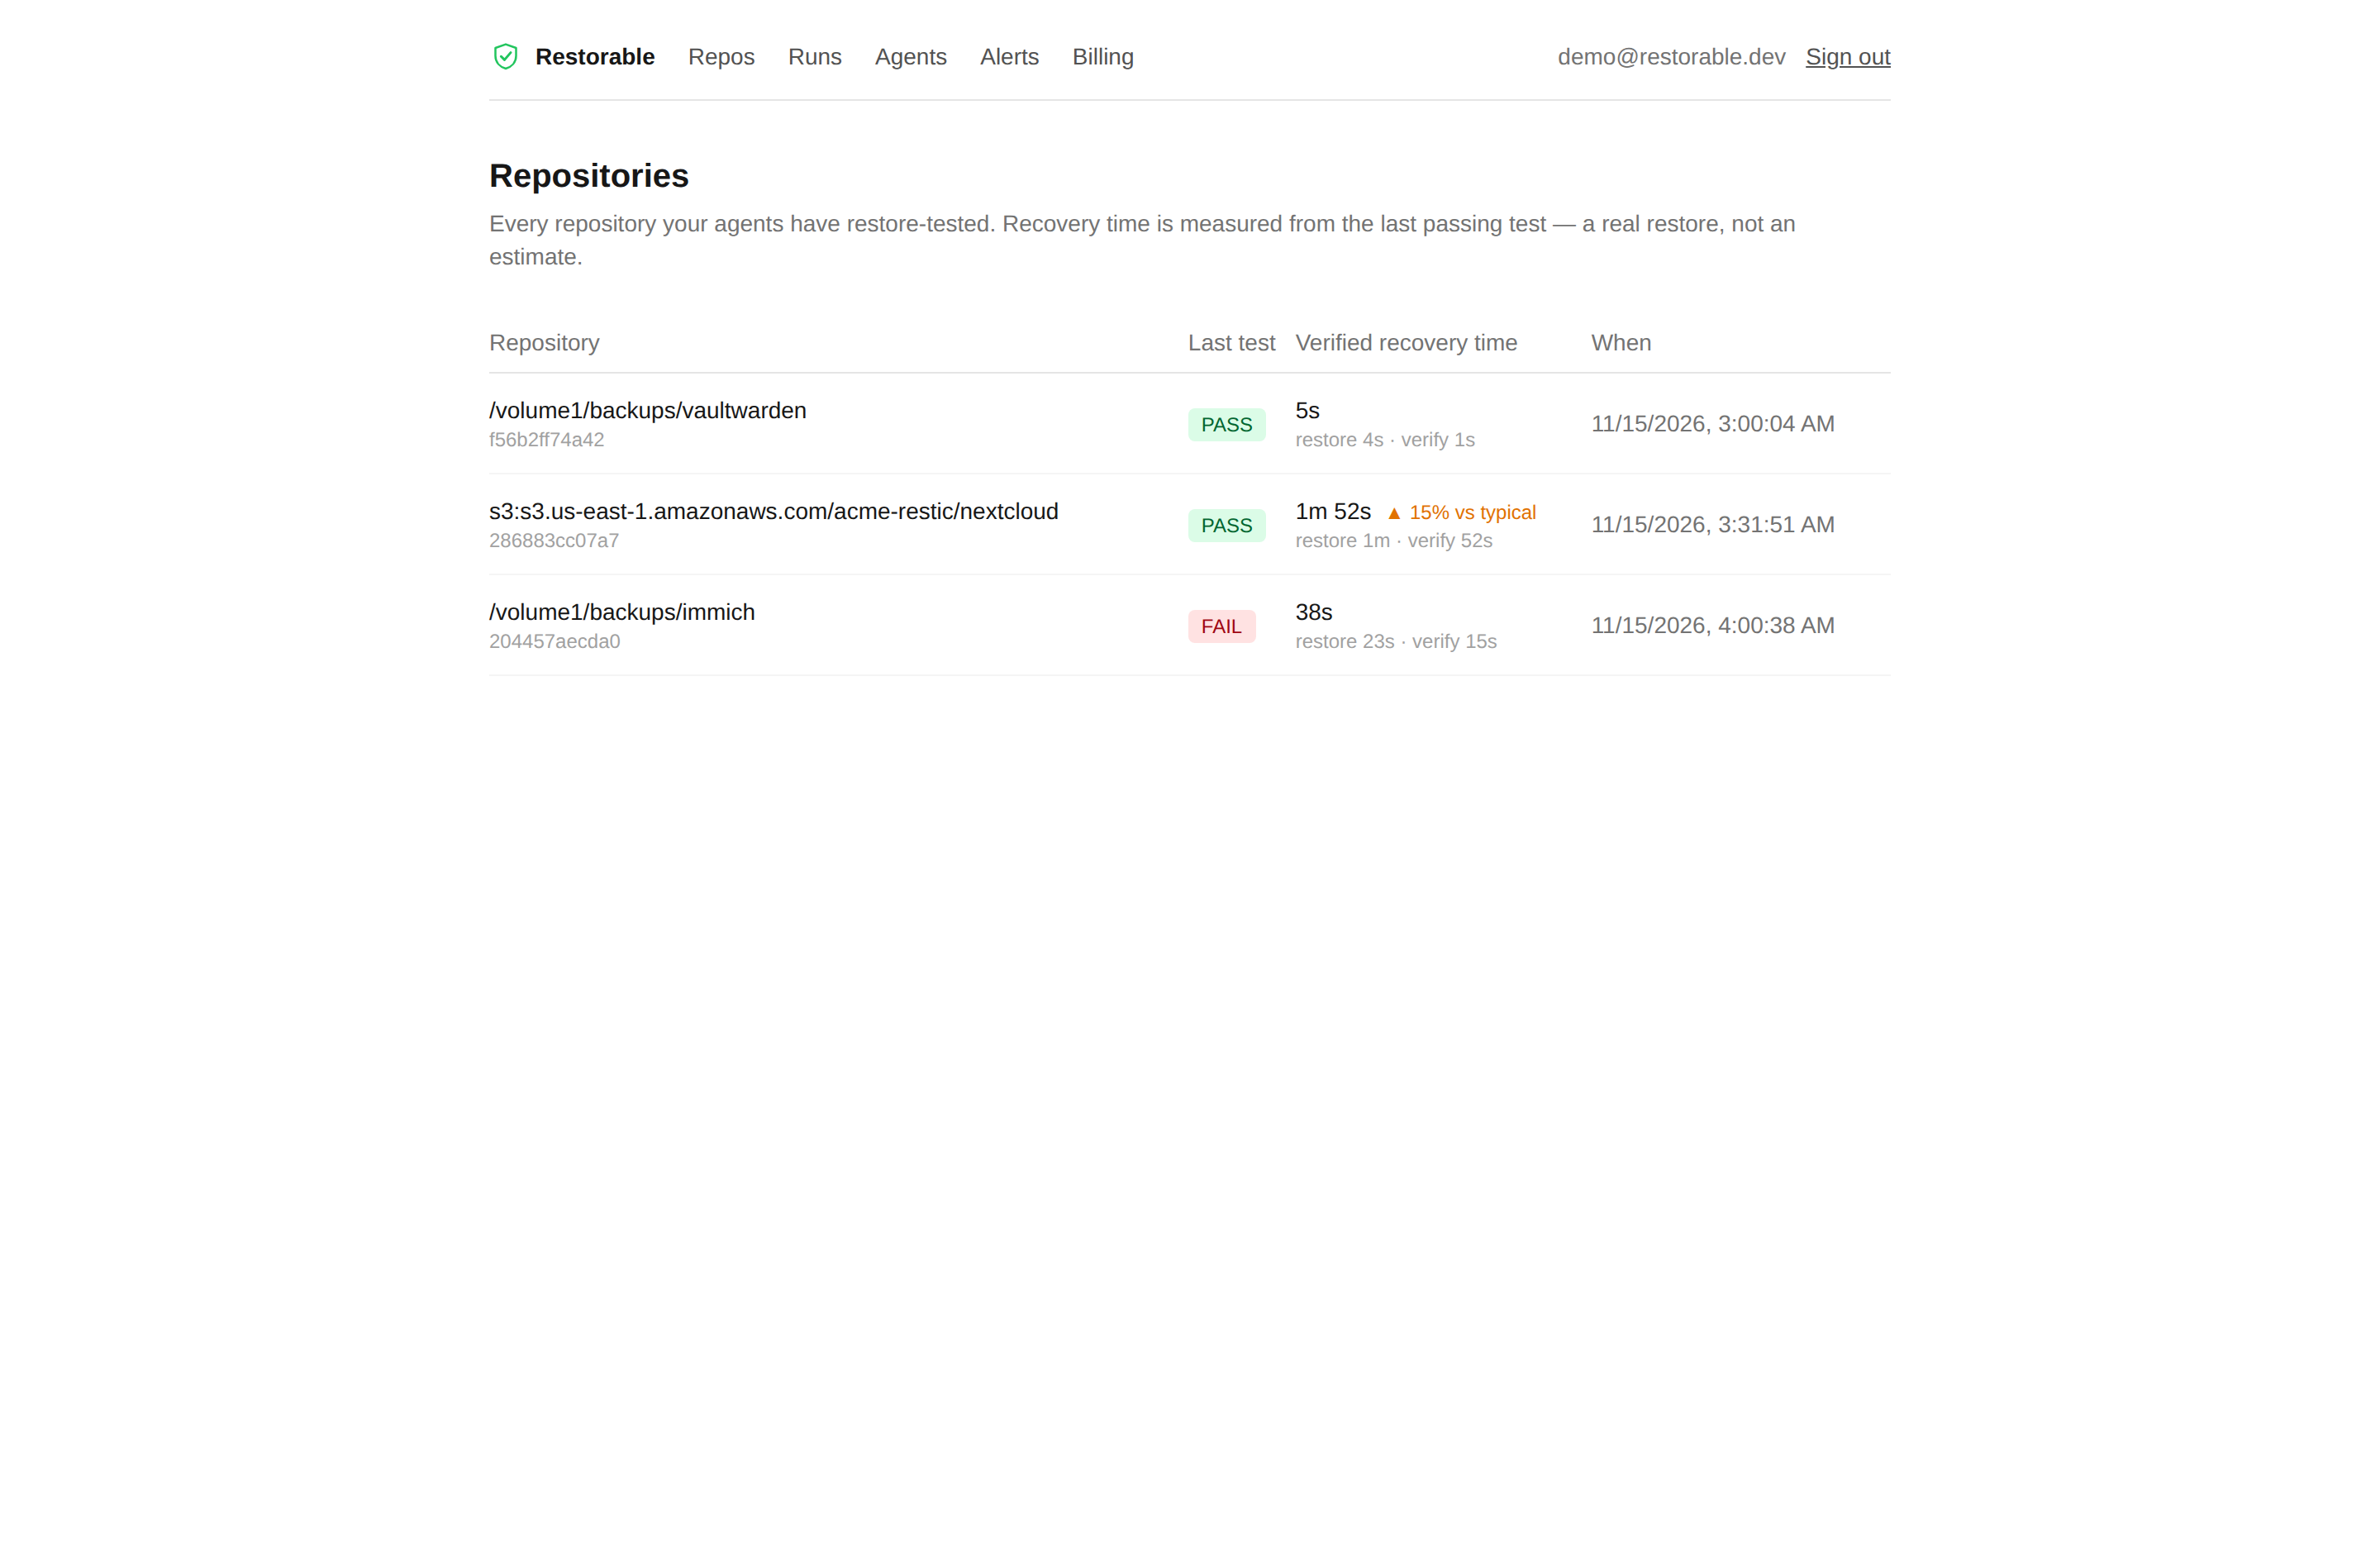 Restorable Repos Runs Agents Alerts Billing demo@restorable.dev Sign out
Repositories
Every repository your agents have restore-tested. Recovery time is measured from the last passing test — a real restore, not an
estimate.
Repository Last test Verified recovery time When
/volume1/backups/vaultwarden PASS 5s 11/15/2026, 3:00:04 AM
f56b2ff74a42 restore 4s · verify 1s
s3:s3.us-east-1.amazonaws.com/acme-restic/nextcloud PASS 1m 52s ▲ 15% vs typical 11/15/2026, 3:31:51 AM
286883cc07a7 restore 1m · verify 52s
/volume1/backups/immich FAIL 38s 11/15/2026, 4:00:38 AM
204457aecda0 restore 23s · verify 15s